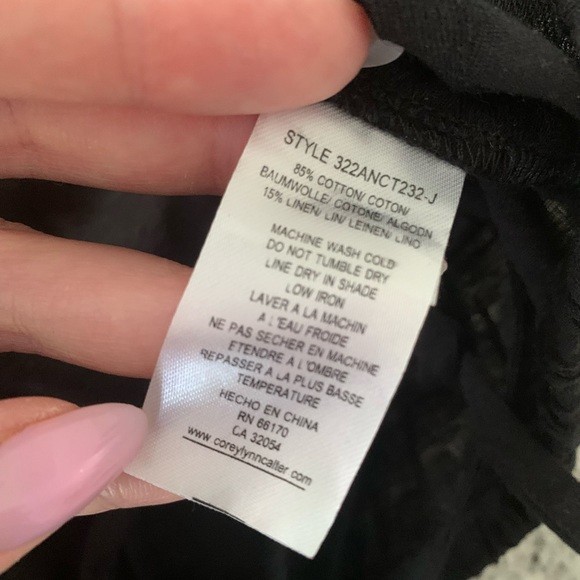 STYLE 322ANCT232-J
85% COTTON/ COTON/
BAUMWOLLE/ COTONE/ ALGODN
15% LINEN/ LIN/ LEINEN/ LINO
MACHINE WASH COLD
DO NOT TUMBLE DRY
LINE DRY IN SHADE
LOW IRON
LAVER A LA MACHIN
A L'EAU FROIDE
NE PAS SECHER EN MACHINE
ETENDRE A L'OMBRE
REPASSER A LA PLUS BASSE
TEMPERATURE
HECHO EN CHINA
RN 66170
CA 32054
www.coreylynncalter.com